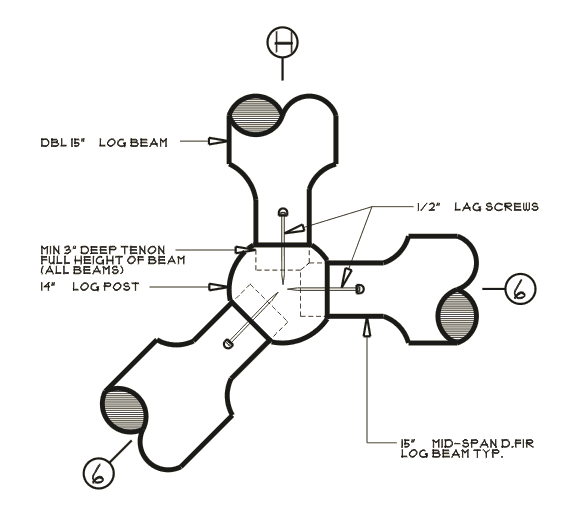 H
DBL 15" LOG BEAM
1/2" LAG SCREWS
MIN 3" DEEP TENON
FULL HEIGHT OF BEAM
(ALL BEAMS)
14" LOG POST
6
15" MID-SPAN D.FIR
LOG BEAM TYP.
6